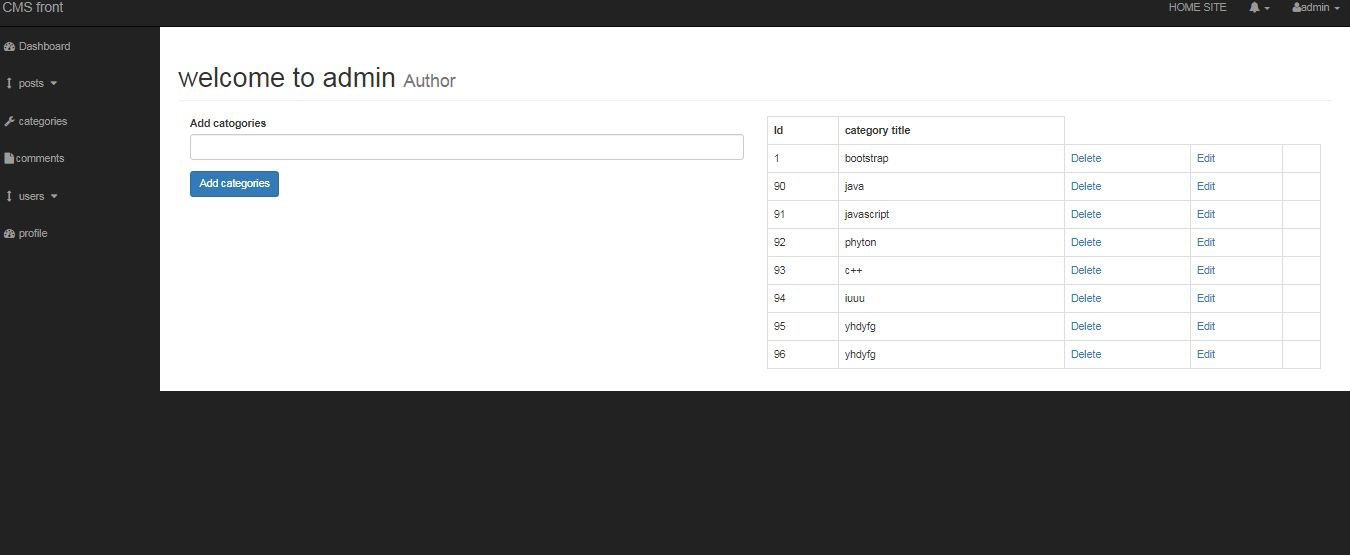 CMS front
HOME SITE
admin
Dashboard
posts
categories
comments
users
profile
welcome to admin Author
Add catogories
Add categories
Id category title
1 bootstrap Delete Edit
90 java Delete Edit
91 javascript Delete Edit
92 phyton Delete Edit
93 c++ Delete Edit
94 iuuu Delete Edit
95 yhdyfg Delete Edit
96 yhdyfg Delete Edit